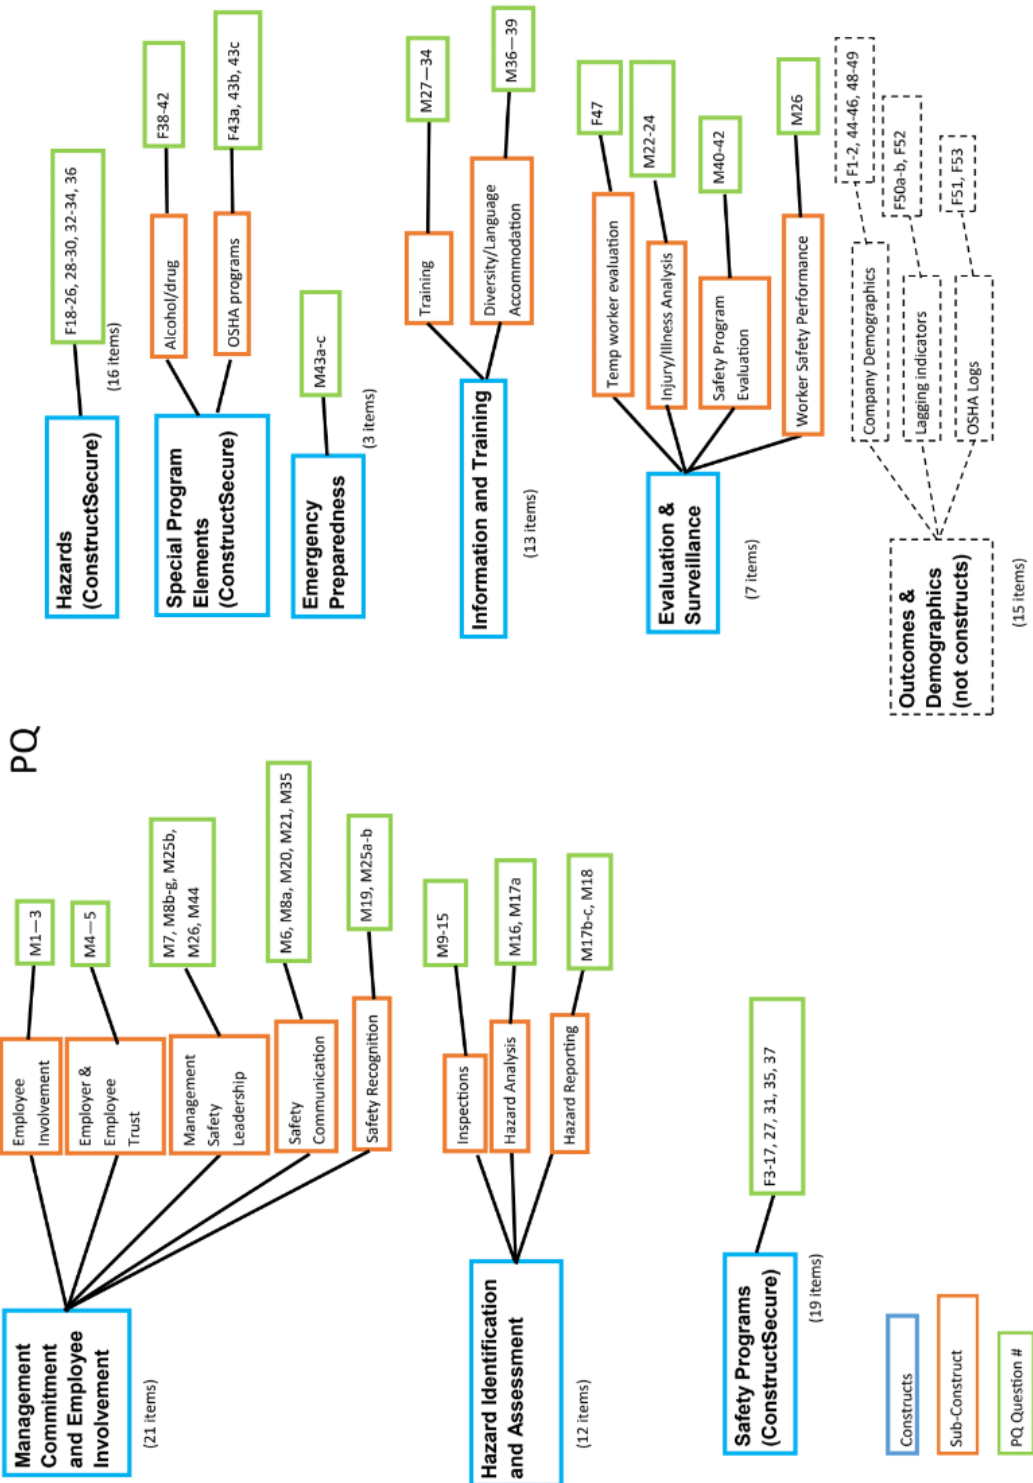 PQ
Management
Commitment
and Employee
Involvement
(21 items)
Employee
Involvement
M1—3
Employer &
Employee
Trust
M4—5
Management
Safety
Leadership
M7, M8b-g, M25b,
M26, M44
Safety
Communication
M6, M8a, M20, M21, M35
Safety Recognition
M19, M25a-b
Hazard Identification
and Assessment
(12 items)
Inspections
M9-15
Hazard Analysis
M16, M17a
Hazard Reporting
M17b-c, M18
Safety Programs
(ConstructSecure)
(19 items)
F3-17, 27, 31, 35, 37
Constructs
Sub-Construct
PQ Question #
Hazards
(ConstructSecure)
F18-26, 28-30, 32-34, 36
(16 items)
Special Program
Elements
(ConstructSecure)
Alcohol/drug
F38-42
OSHA programs
F43a, 43b, 43c
Emergency
Preparedness
M43a-c
(3 items)
Information and Training
(13 items)
Training
M27—34
Diversity/Language
Accommodation
M36—39
Evaluation &
Surveillance
(7 items)
Temp worker evaluation
F47
Injury/Illness Analysis
M22-24
Safety Program
Evaluation
M40-42
Worker Safety Performance
M26
Outcomes &
Demographics
(not constructs)
(15 items)
Company Demographics
F1-2, 44-46, 48-49
Lagging indicators
F50a-b, F52
OSHA Logs
F51, F53